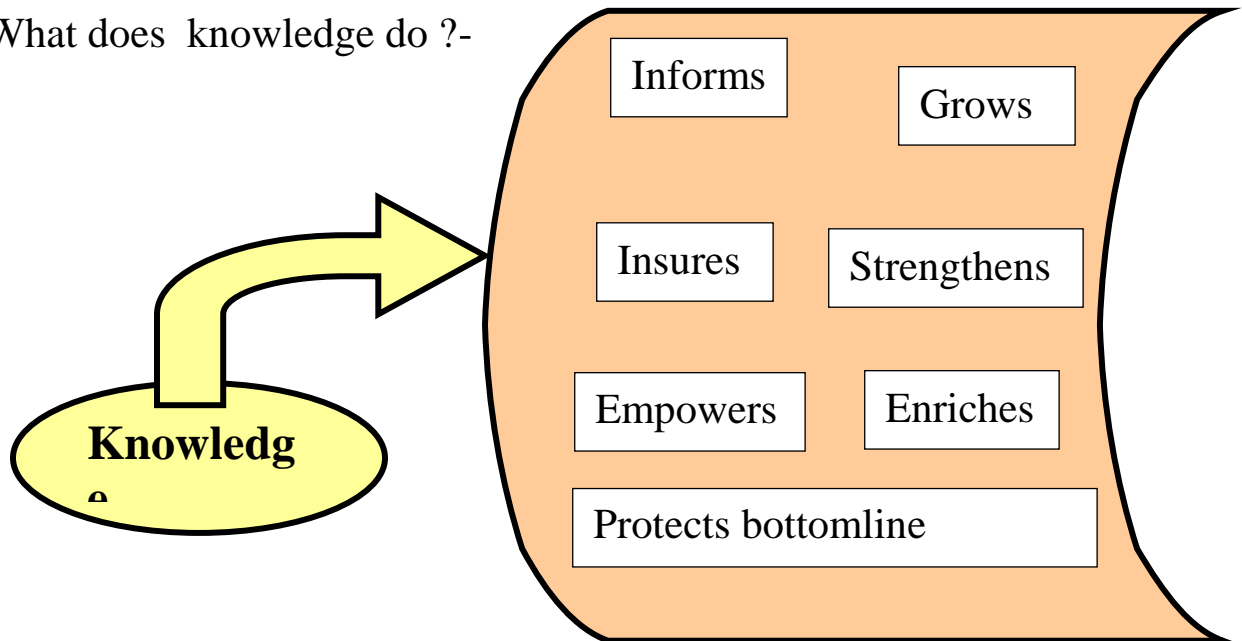 What does knowledge do ?-
Informs
Grows
Insures
Strengthens
Empowers
Enriches
Protects bottomline
Knowledg
e